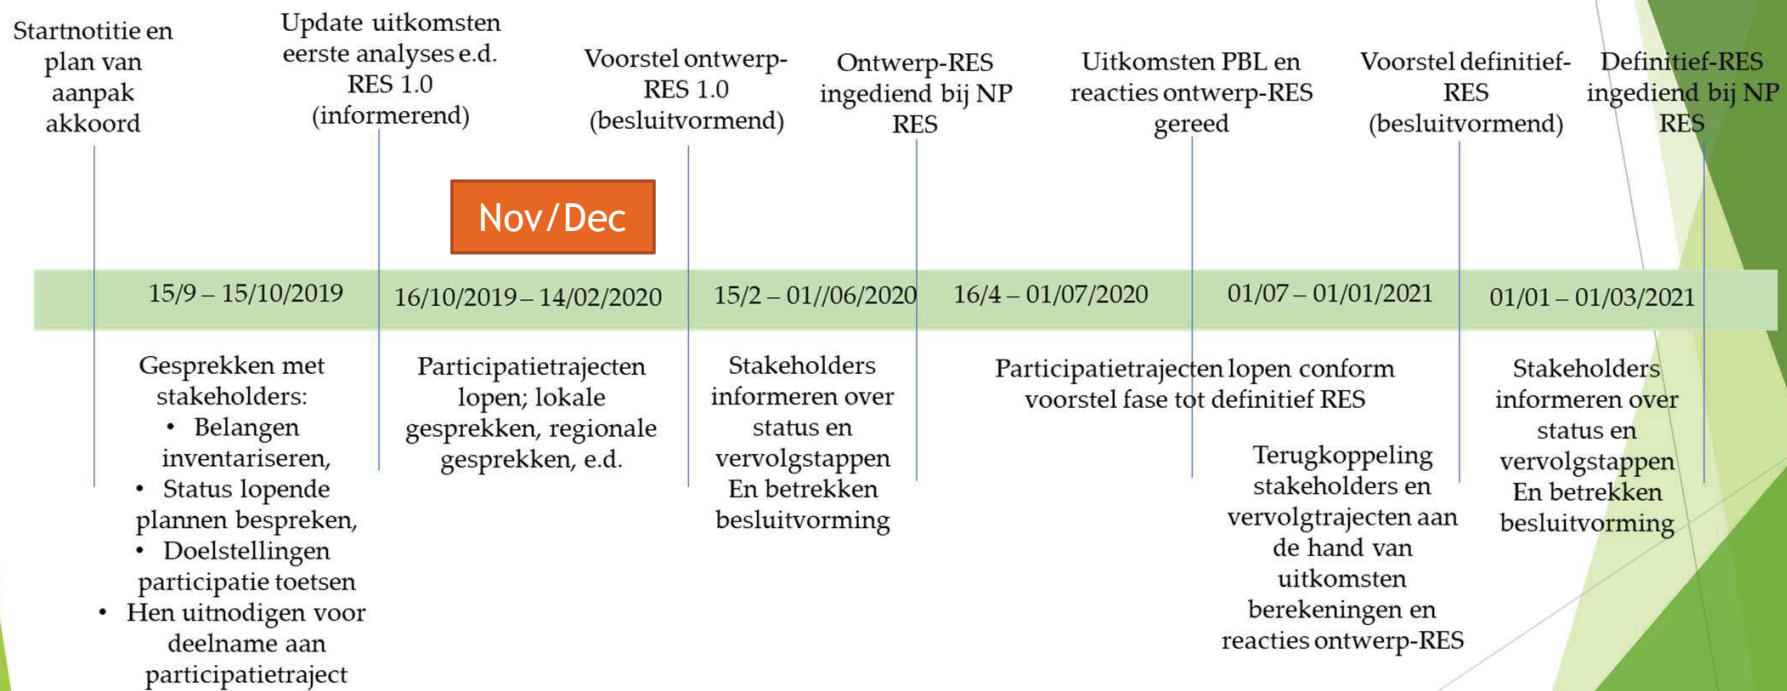 Startnotitie en
plan van
aanpak
akkoord
Update uitkomsten
eerste analyses e.d.
RES 1.0
(informerend)
Voorstel ontwerp-
RES 1.0
(besluitvormend)
Ontwerp-RES
ingediend bij NP
RES
Uitkomsten PBL en
reacties ontwerp-RES
gereed
Voorstel definitief-
RES
(besluitvormend)
Definitief-RES
ingediend bij NP
RES
Nov/Dec
15/9 – 15/10/2019
16/10/2019 – 14/02/2020
15/2 – 01//06/2020
16/4 – 01/07/2020
01/07 – 01/01/2021
01/01 – 01/03/2021
Gesprekken met
stakeholders:
• Belangen
inventariseren,
• Status lopende
plannen bespreken,
• Doelstellingen
participatie toetsen
• Hen uitnodigen voor
deelname aan
participatietraject
Participatietrajecten
lopen; lokale
gesprekken, regionale
gesprekken, e.d.
Stakeholders
informeren over
status en
vervolgstappen
En betrekken
besluitvorming
Participatietrajecten lopen conform
voorstel fase tot definitief RES
Terugkoppeling
stakeholders en
vervolgtrajecten aan
de hand van
uitkomsten
berekeningen en
reacties ontwerp-RES
Stakeholders
informeren over
status en
vervolgstappen
En betrekken
besluitvorming